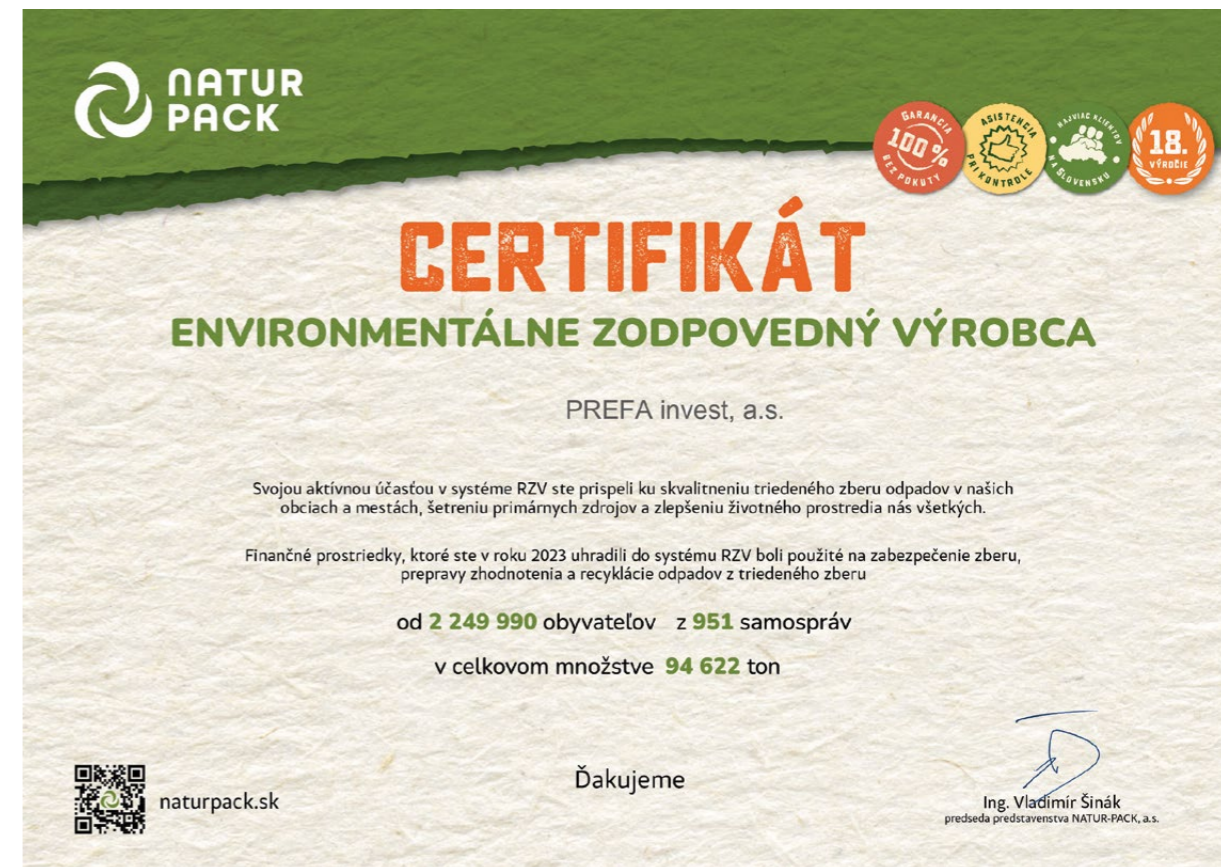 NATUR
PACK
GARANCIA
100 %
BEZ POKUTY
ASISTENCIA
PRI KONTROLE
NAJVIAC KLIENTOV
NA SLOVENSKU
18.
VÝROČIE
CERTIFIKÁT
ENVIRONMENTÁLNE ZODPOVEDNÝ VÝROBCA
PREFA invest, a.s.
Svojou aktívnou účasťou v systéme RZV ste prispeli ku skvalitneniu triedeného zberu odpadov v našich
obciach a mestách, šetreniu primárnych zdrojov a zlepšeniu životného prostredia nás všetkých.
Finančné prostriedky, ktoré ste v roku 2023 uhradili do systému RZV boli použité na zabezpečenie zberu,
prepravy zhodnotenia a recyklácie odpadov z triedeného zberu
od 2 249 990 obyvateľov z 951 samospráv
v celkovom množstve 94 622 ton
Ďakujeme
naturpack.sk
Ing. Vladimír Šinák
predseda predstavenstva NATUR-PACK, a.s.